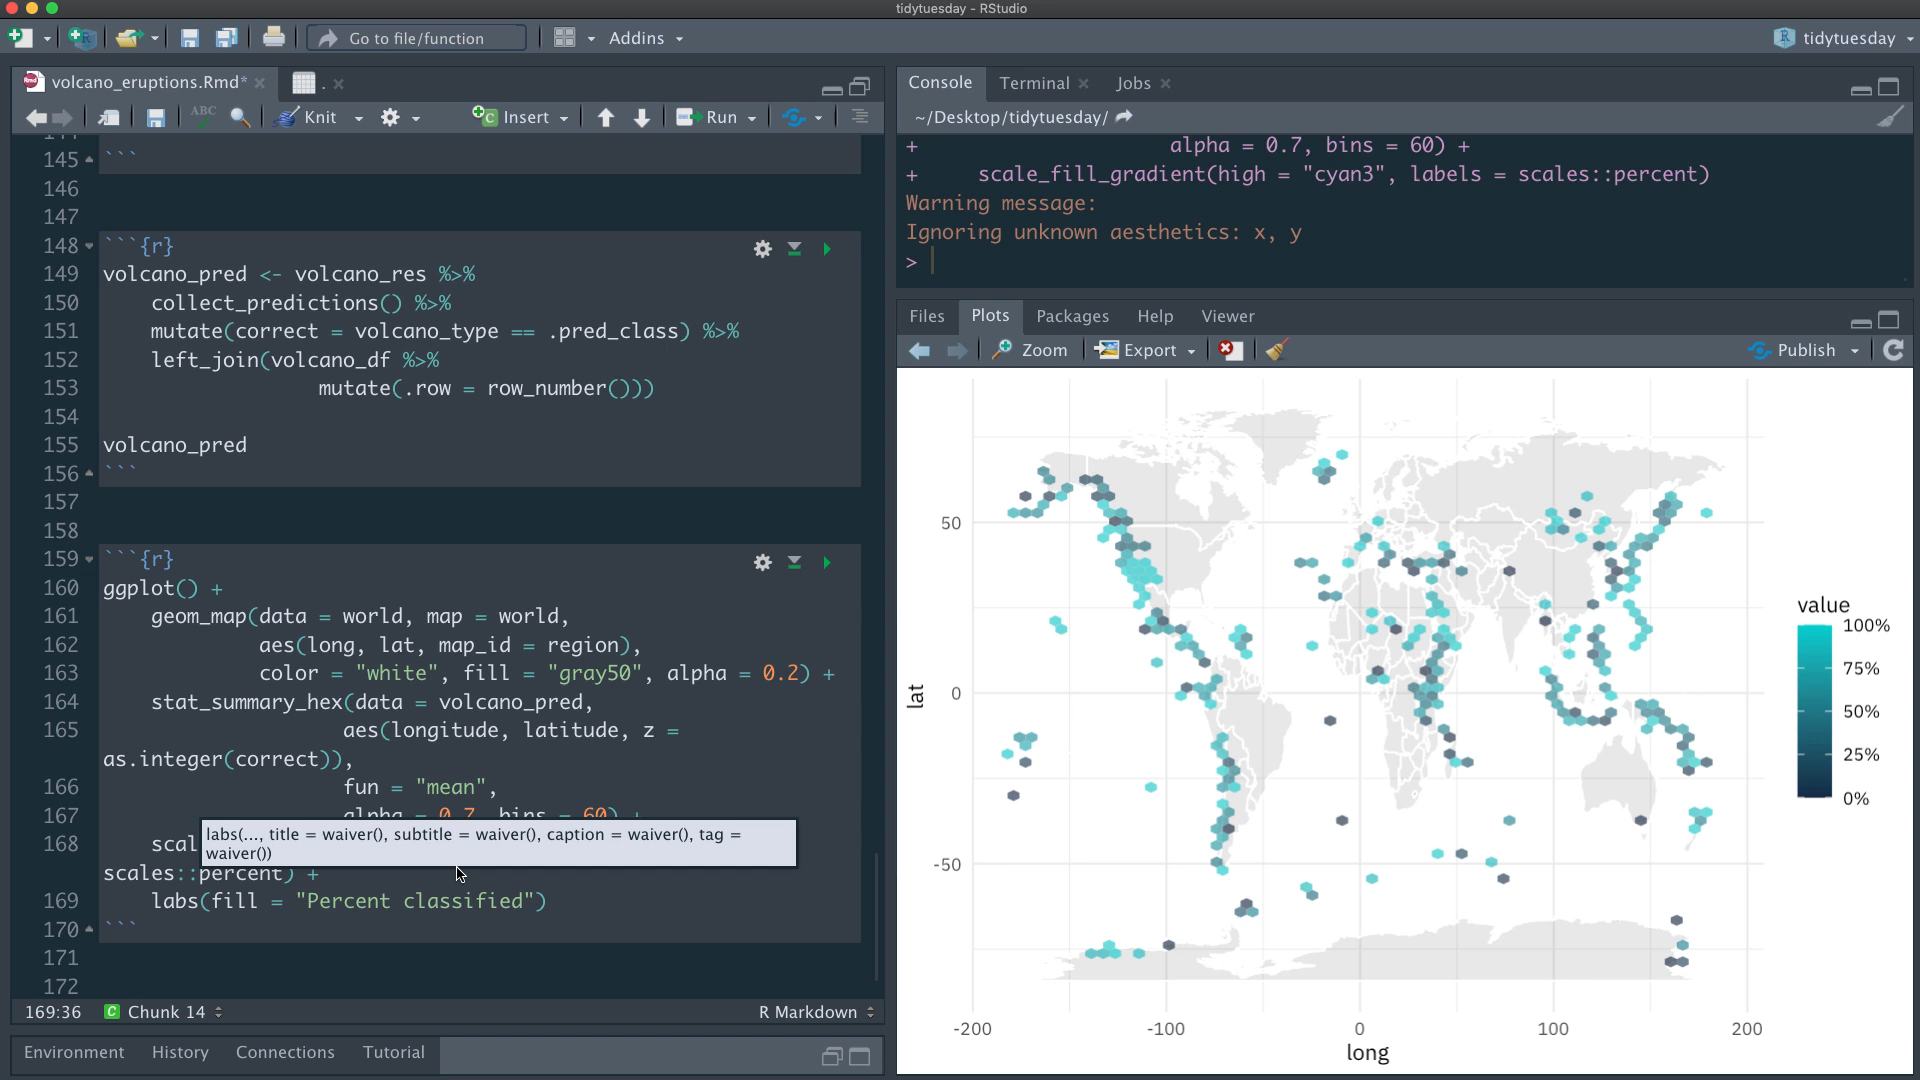 tidytuesday - RStudio
Go to file/function
Addins
tidytuesday
volcano_eruptions.Rmd*
.
ABC
Knit
Insert
Run
145 ```
146
147
148 ```{r}
149 volcano_pred <- volcano_res %>%
150 collect_predictions() %>%
151 mutate(correct = volcano_type == .pred_class) %>%
152 left_join(volcano_df %>%
153 mutate(.row = row_number()))
154
155 volcano_pred
156 ```
157
158
159 ```{r}
160 ggplot() +
161 geom_map(data = world, map = world,
162 aes(long, lat, map_id = region),
163 color = "white", fill = "gray50", alpha = 0.2) +
164 stat_summary_hex(data = volcano_pred,
165 aes(longitude, latitude, z =
as.integer(correct)),
166 fun = "mean",
167 alpha = 0.7, bins = 60) +
labs(..., title = waiver(), subtitle = waiver(), caption = waiver(), tag =
waiver())
168 scal
scales::percent) +
169 labs(fill = "Percent classified")
170 ```
171
172
169:36
C Chunk 14
R Markdown
Environment
History
Connections
Tutorial
Console
Terminal
Jobs
~/Desktop/tidytuesday/
+ alpha = 0.7, bins = 60) +
+ scale_fill_gradient(high = "cyan3", labels = scales::percent)
Warning message:
Ignoring unknown aesthetics: x, y
>
Files
Plots
Packages
Help
Viewer
Zoom
Export
Publish
50
0
-50
lat
-200
-100
0
100
200
long
value
100%
75%
50%
25%
0%